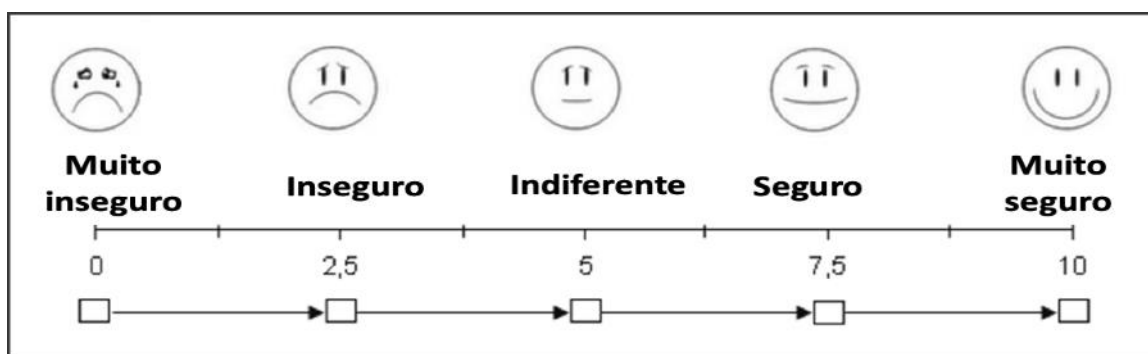 Muito
inseguro
Inseguro
Indiferente
Seguro
Muito
seguro
0
2,5
5
7,5
10